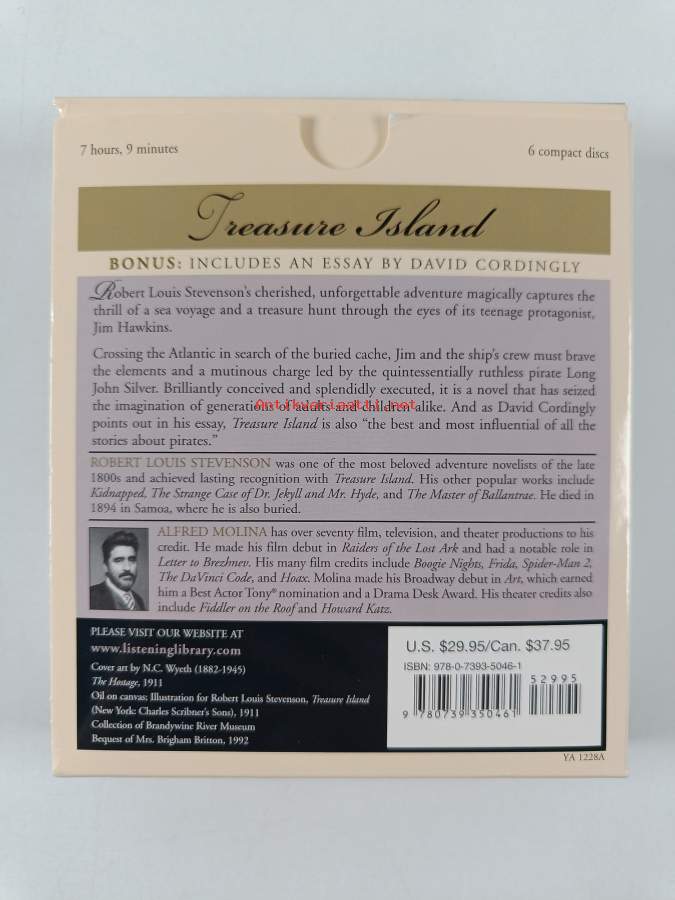 7 hours, 9 minutes
6 compact discs
Treasure Island
BONUS: INCLUDES AN ESSAY BY DAVID CORDINGLY
Robert Louis Stevenson's cherished, unforgettable adventure magically captures the
thrill of a sea voyage and a treasure hunt through the eyes of its teenage protagonist,
Jim Hawkins.
Crossing the Atlantic in search of the buried cache, Jim and the ship's crew must brave
the elements and a mutinous charge led by the quintessentially ruthless pirate Long
John Silver. Brilliantly conceived and splendidly executed, it is a novel that has seized
the imagination of generations of adults and children alike. And as David Cordingly
Antikvariaatti.net
points out in his essay, Treasure Island is also “the best and most influential of all the
stories about pirates.”
ROBERT LOUIS STEVENSON was one of the most beloved adventure novelists of the late
1800s and achieved lasting recognition with Treasure Island. His other popular works include
Kidnapped, The Strange Case of Dr. Jekyll and Mr. Hyde, and The Master of Ballantrae. He died in
1894 in Samoa, where he is also buried.
ALFRED MOLINA has over seventy film, television, and theater productions to his
credit. He made his film debut in Raiders of the Lost Ark and had a notable role in
Letter to Brezhnev. His many film credits include Boogie Nights, Frida, Spider-Man 2,
The DaVinci Code, and Hoax. Molina made his Broadway debut in Art, which earned
him a Best Actor Tony® nomination and a Drama Desk Award. His theater credits also
include Fiddler on the Roof and Howard Katz.
PLEASE VISIT OUR WEBSITE AT
www.listeninglibrary.com
Cover art by N.C. Wyeth (1882-1945)
The Hostage, 1911
Oil on canvas: Illustration for Robert Louis Stevenson, Treasure Island
(New York: Charles Scribner's Sons), 1911
Collection of Brandywine River Museum
Bequest of Mrs. Brigham Britton, 1992
U.S. $29.95/Can. $37.95
ISBN: 978-0-7393-5046-1
52995
9 780739 350461
YA 1228A